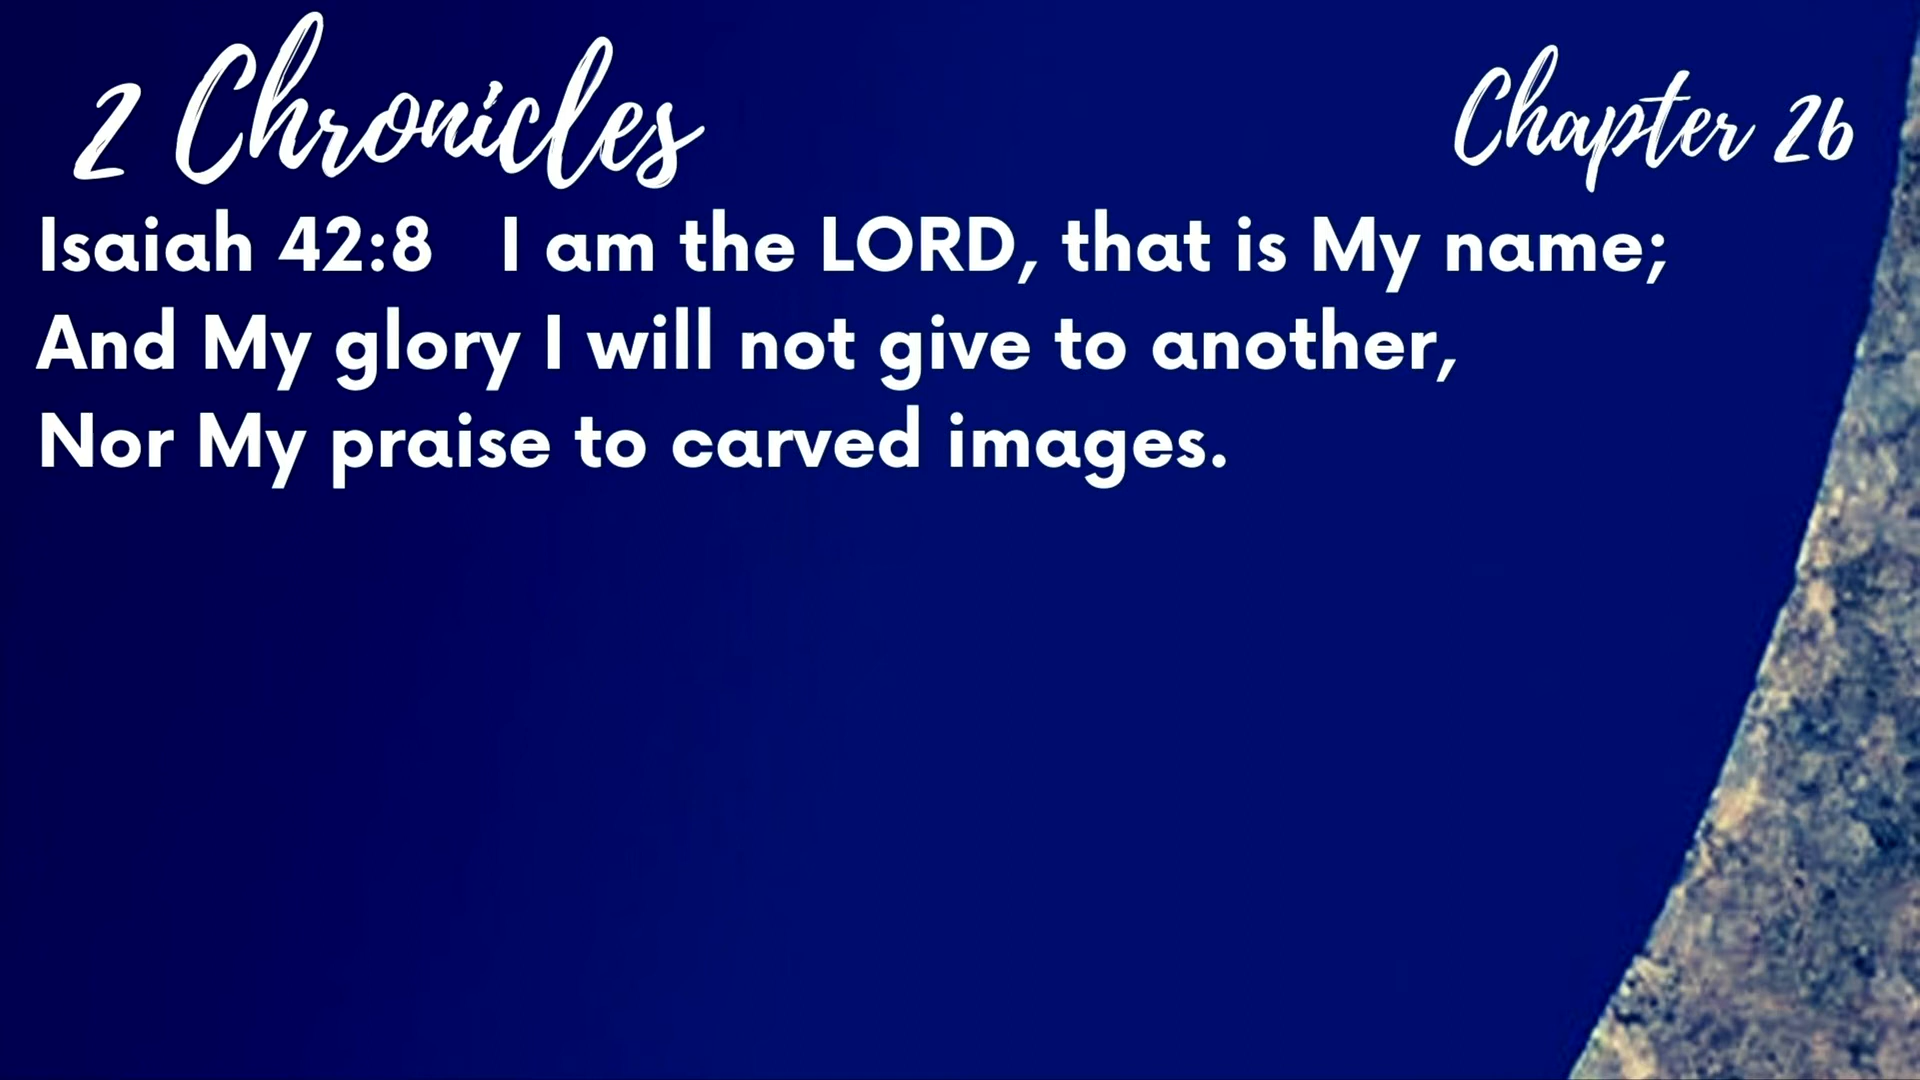 2 Chronicles
Chapter 26
Isaiah 42:8   I am the LORD, that is My name;
And My glory I will not give to another,
Nor My praise to carved images.